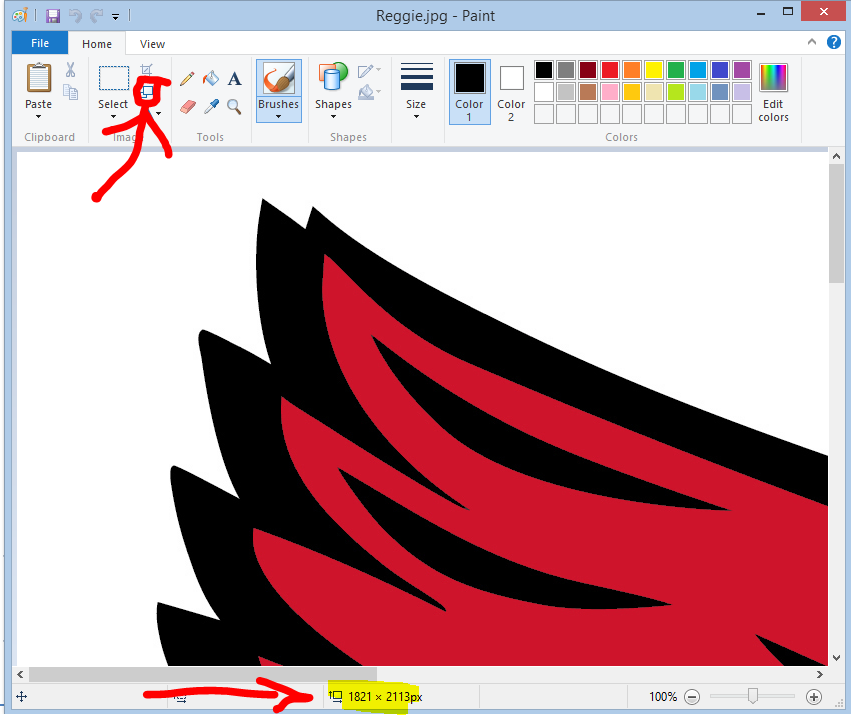 Reggie.jpg - Paint
File Home View
Paste
Select
Brushes
Shapes
Size
Color 1
Color 2
Edit colors
A
Clipboard
Image
Tools
Shapes
Colors
1821 × 2113px
100%